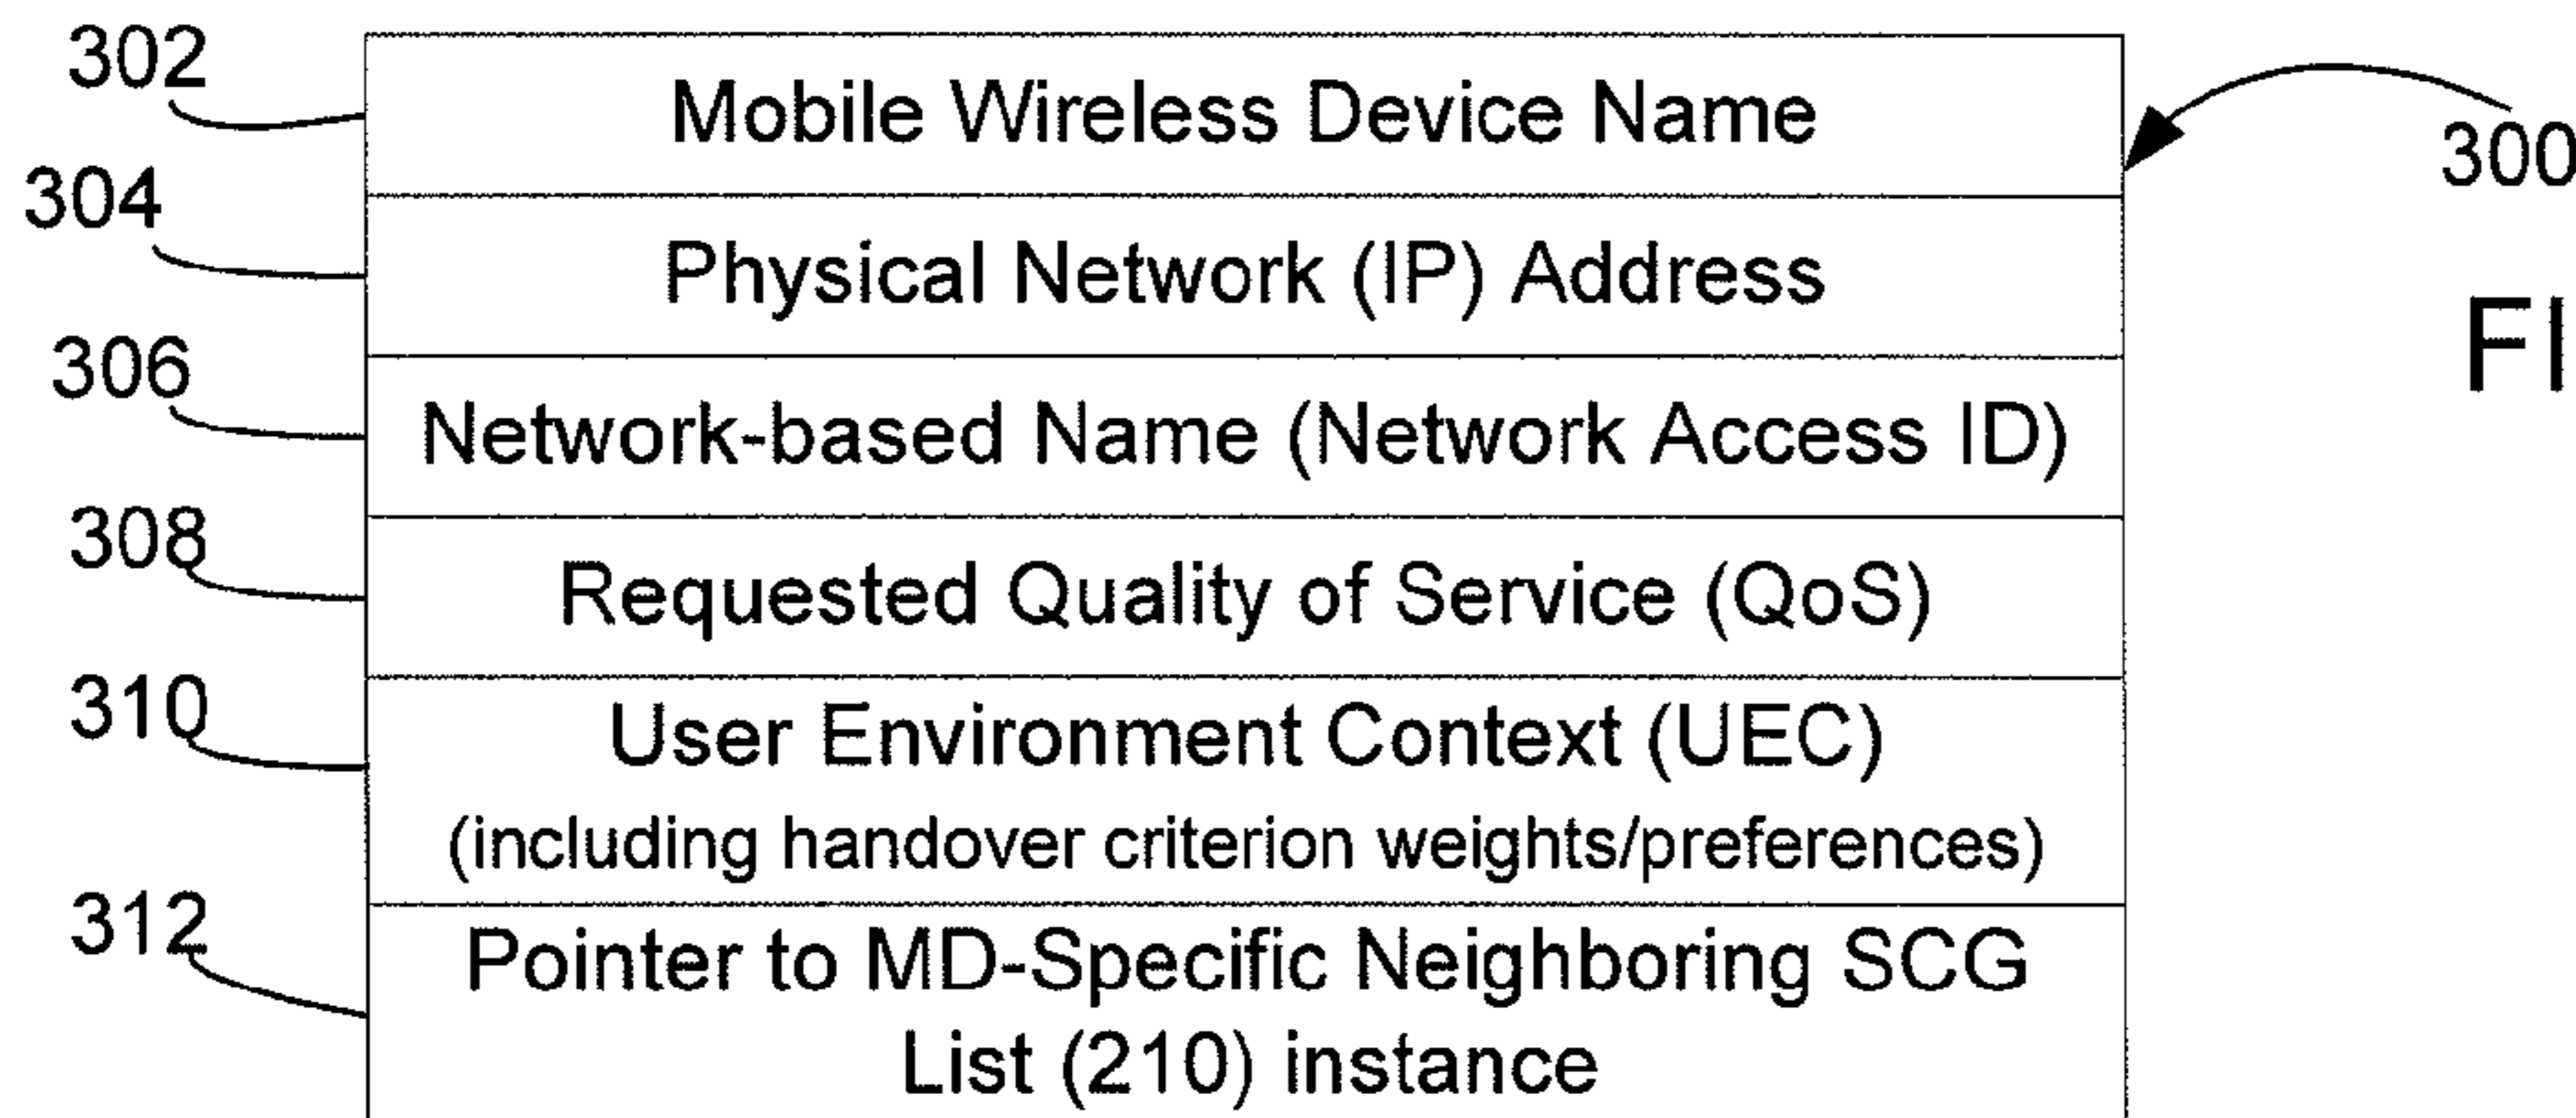 302
Mobile Wireless Device Name
300
304
Physical Network (IP) Address
FI
306
Network-based Name (Network Access ID)
308
Requested Quality of Service (QoS)
310
User Environment Context (UEC)
(including handover criterion weights/preferences)
312
Pointer to MD-Specific Neighboring SCG
List (210) instance